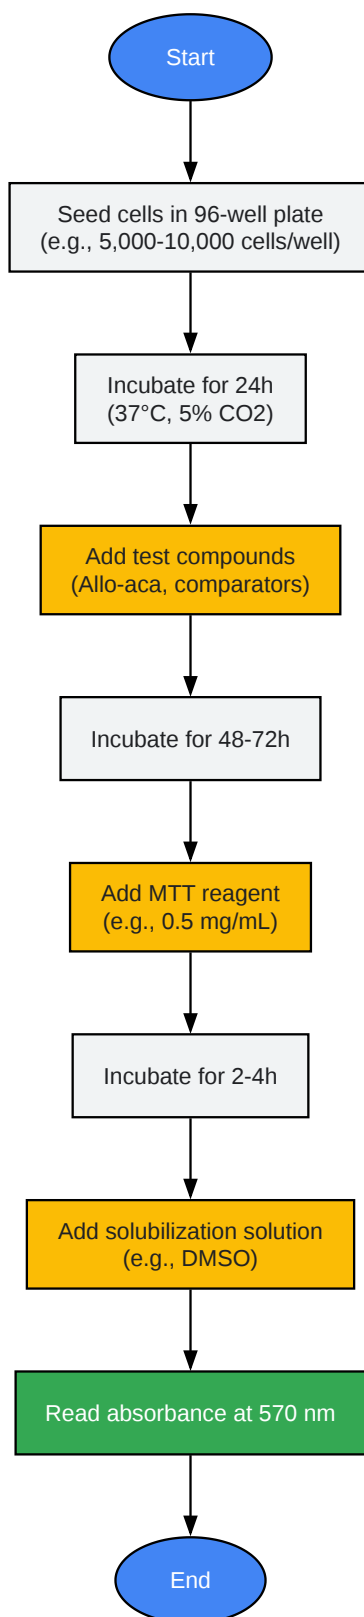 Start
Seed cells in 96-well plate
(e.g., 5,000-10,000 cells/well)
Incubate for 24h
(37°C, 5% CO2)
Add test compounds
(Allo-aca, comparators)
Incubate for 48-72h
Add MTT reagent
(e.g., 0.5 mg/mL)
Incubate for 2-4h
Add solubilization solution
(e.g., DMSO)
Read absorbance at 570 nm
End